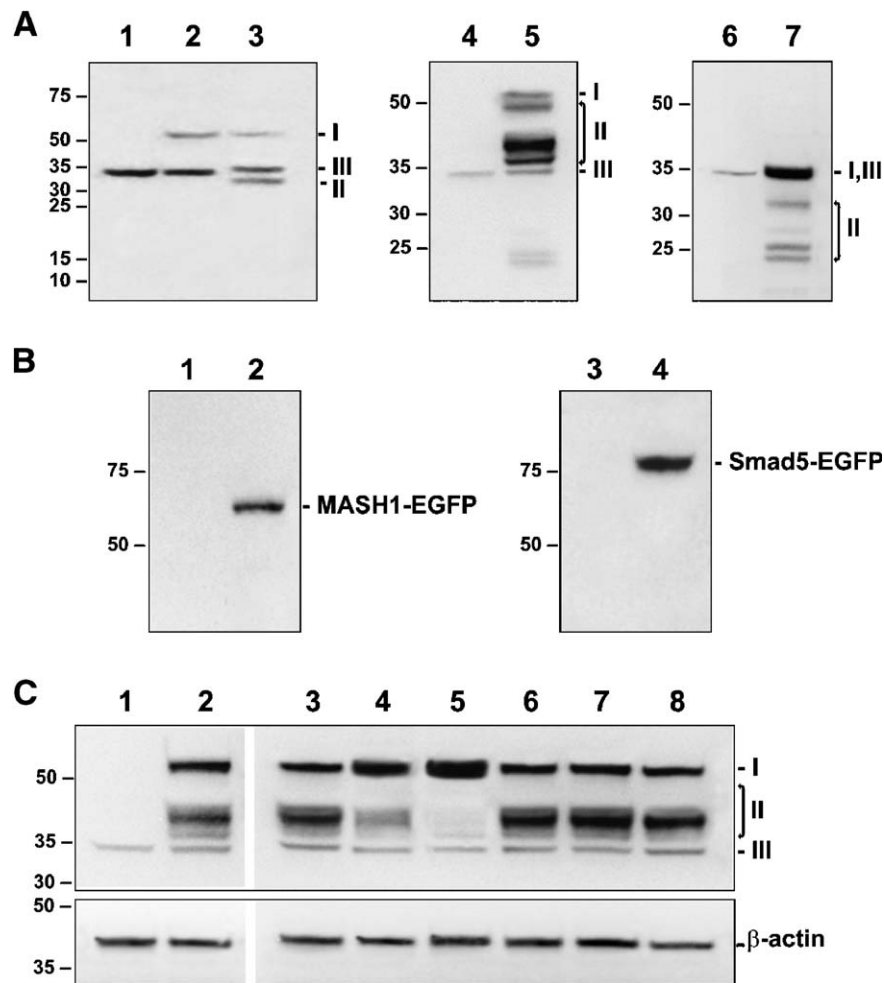 A
1 2 3
75 –
50 –
35 –
30 –
25 –
15 –
10 –
- I
- III
- II
4 5
50 –
35 –
30 –
25 –
- I
II
- III
6 7
50 –
35 –
30 –
25 –
- I,III
II
B
1 2
75 –
50 –
- MASH1-EGFP
3 4
75 –
50 –
- Smad5-EGFP
C
1 2 3 4 5 6 7 8
50 –
35 –
30 –
- I
II
- III
50 –
35 –
- β-actin